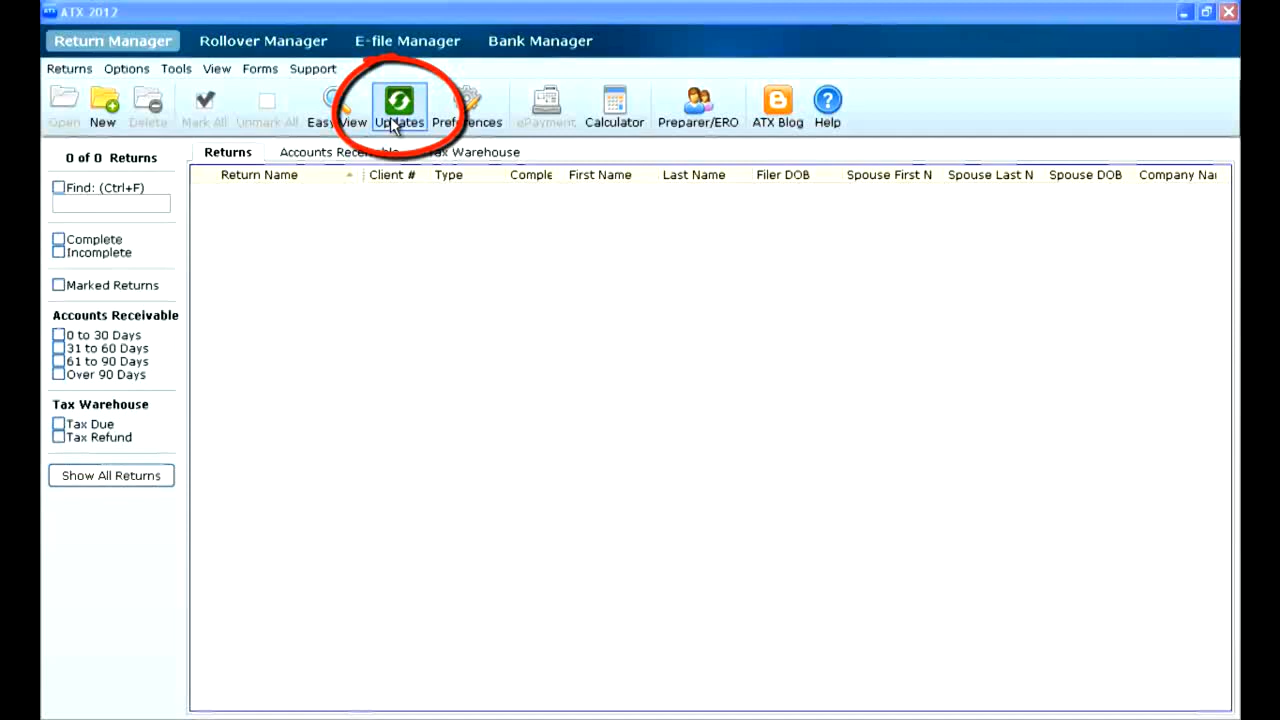 ATX 2012
Return Manager Rollover Manager E-file Manager Bank Manager
Returns Options Tools View Forms Support
Open New Delete Mark All Unmark All Easy View Updates Preferences ePayment Calculator Preparer/ERO ATX Blog Help
0 of 0 Returns
Returns Accounts Receivable Tax Warehouse
Return Name Client # Type Comple First Name Last Name Filer DOB Spouse First N Spouse Last N Spouse DOB Company Nai
Find: (Ctrl+F)
Complete
Incomplete
Marked Returns
Accounts Receivable
0 to 30 Days
31 to 60 Days
61 to 90 Days
Over 90 Days
Tax Warehouse
Tax Due
Tax Refund
Show All Returns